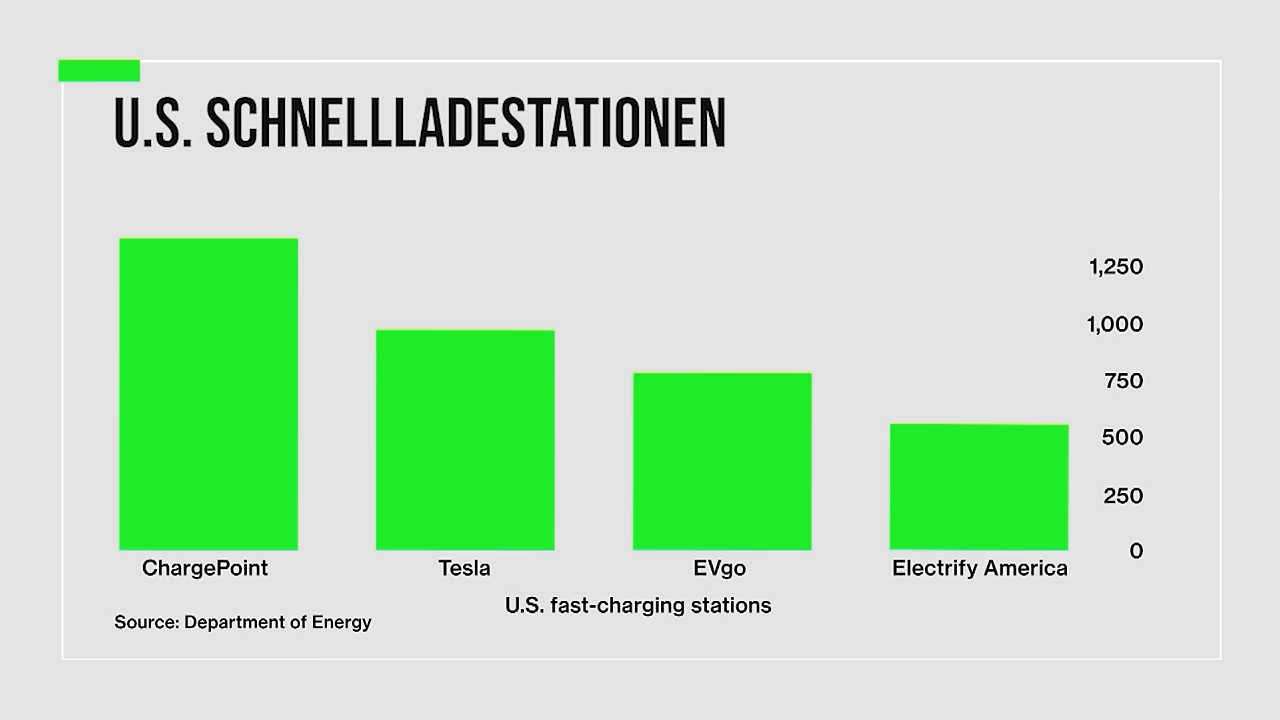 U.S. SCHNELLLADESTATIONEN
1,250
1,000
750
500
250
0
ChargePoint
Tesla
EVgo
Electrify America
U.S. fast-charging stations
Source: Department of Energy